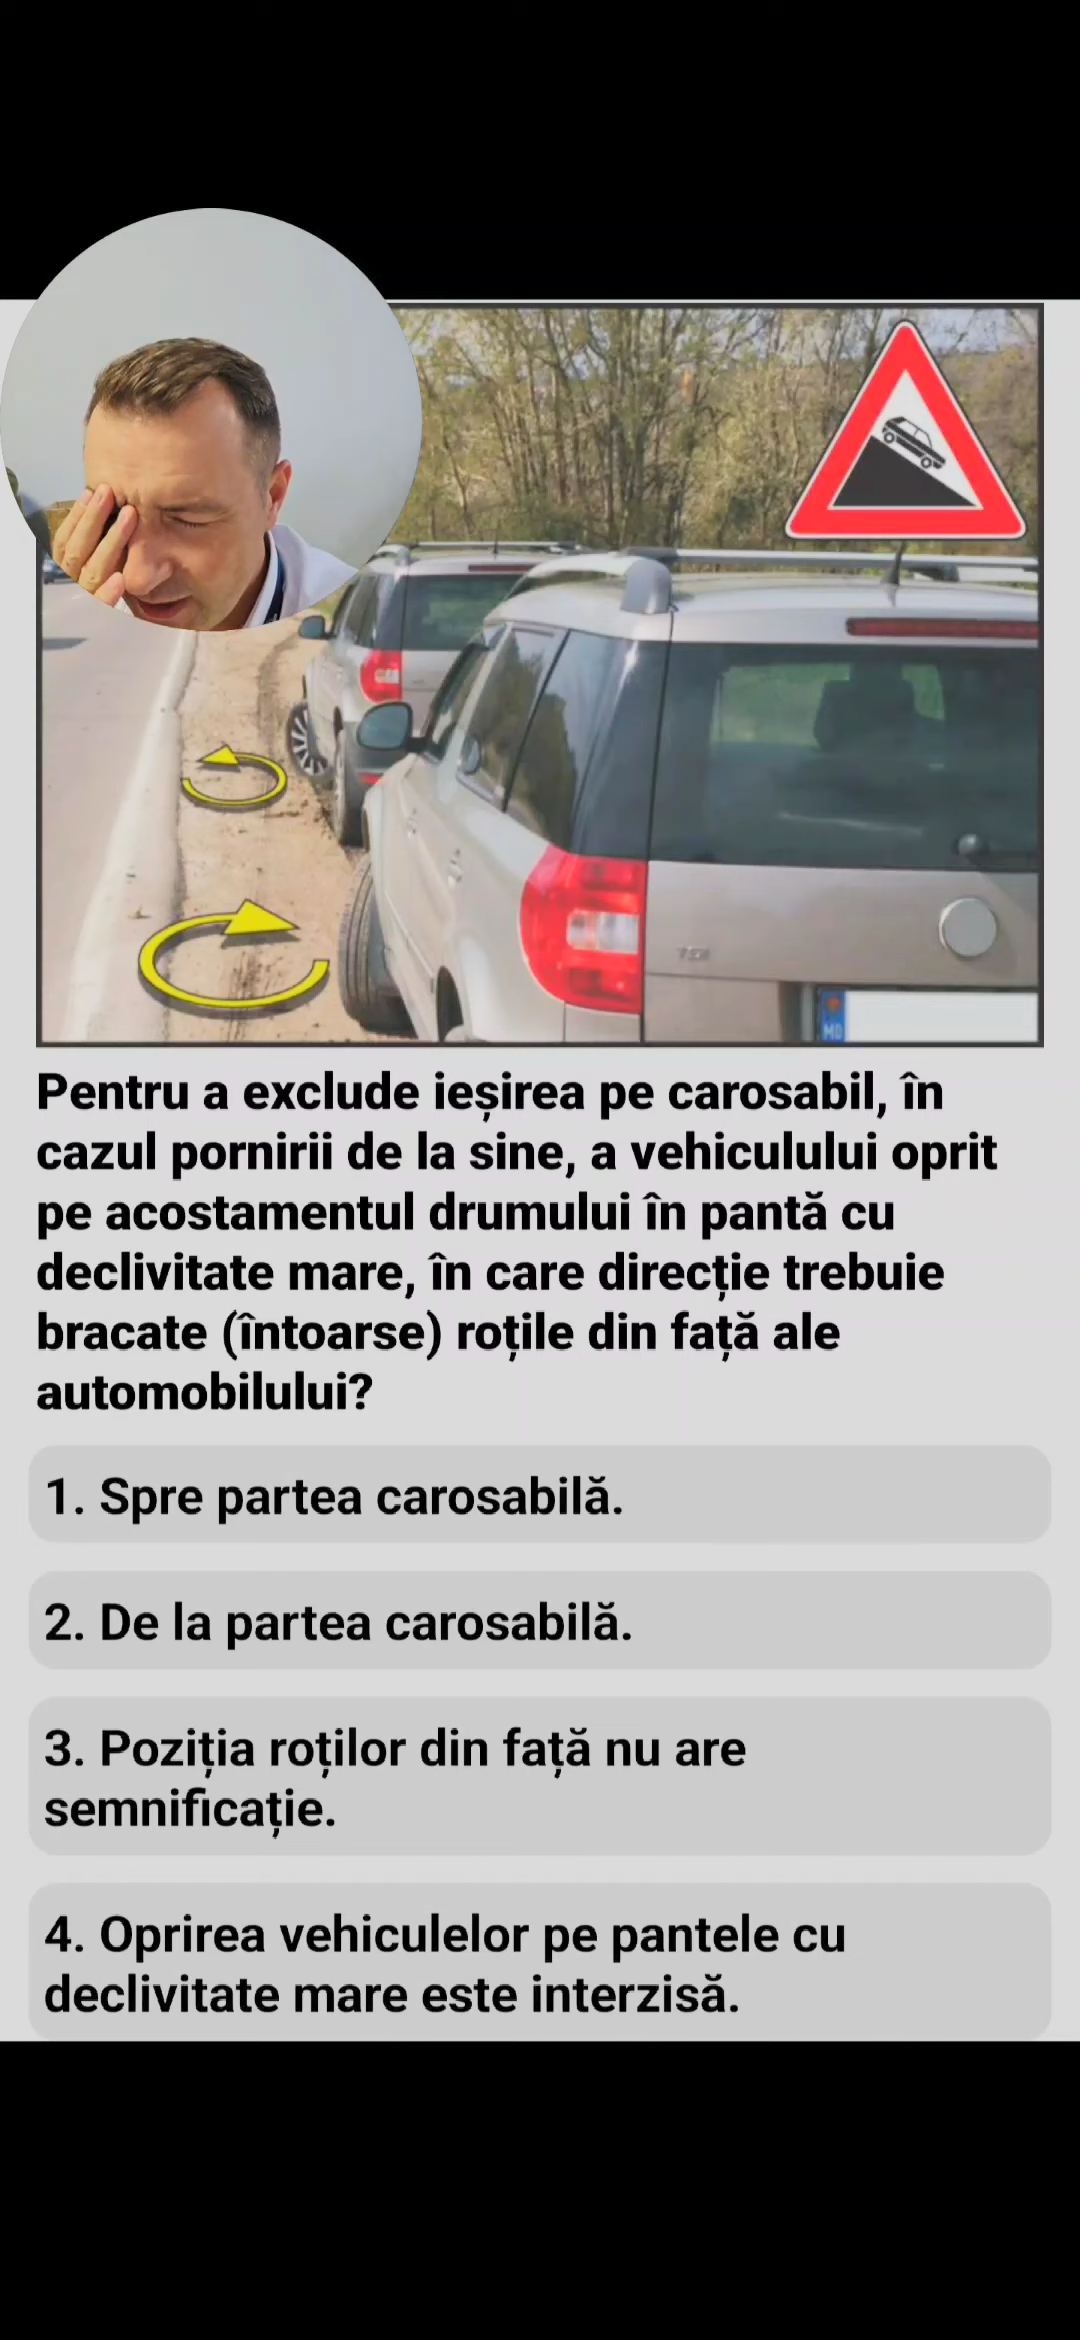 TSI
MD
Pentru a exclude ieșirea pe carosabil, în
cazul pornirii de la sine, a vehiculului oprit
pe acostamentul drumului în pantă cu
declivitate mare, în care direcție trebuie
bracate (întoarse) roțile din față ale
automobilului?
1. Spre partea carosabilă.
2. De la partea carosabilă.
3. Poziția roților din față nu are
semnificație.
4. Oprirea vehiculelor pe pantele cu
declivitate mare este interzisă.